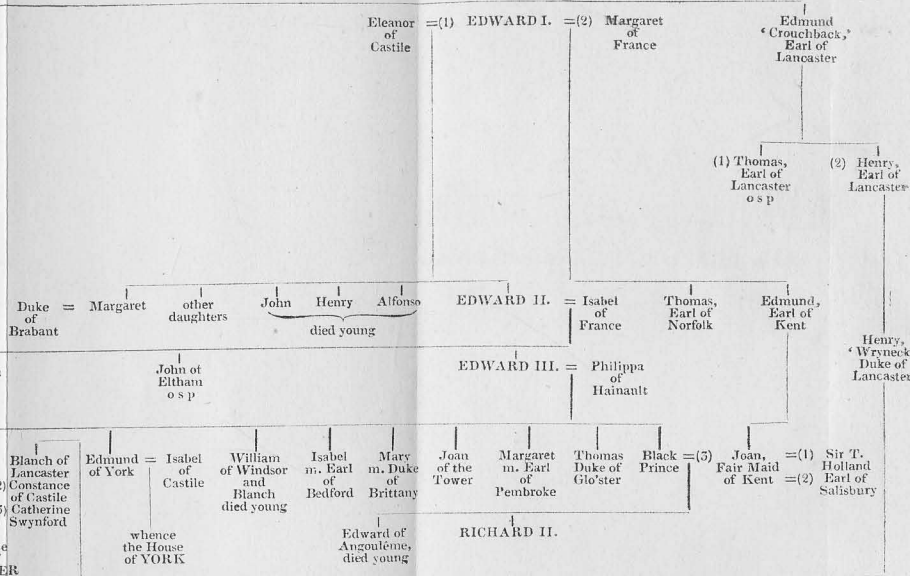 Eleanor =(1) EDWARD I. =(2) Margaret
of
Castile
of
France
Edmund
‘ Crouchback,’
Earl of
Lancaster
(1) Thomas,
Earl of
Lancaster
o s p
(2) Henry,
Earl of
Lancaster
Duke = Margaret
of
Brabant
other
daughters
John Henry Alfonso
died young
EDWARD II. = Isabel
of
France
Thomas,
Earl of
Norfolk
Edmund,
Earl of
Kent
Henry,
‘ Wryneck
Duke of
Lancaster
John of
Eltham
o s p
EDWARD III. = Philippa
of
Hainault
Blanch of
Lancaster
2) Constance
of Castile
3) Catherine
Swynford
Edmund = Isabel
of York
of
Castile
William
of Windsor
and
Blanch
died young
Isabel
m. Earl
of
Bedford
Mary
m. Duke
of
Brittany
Joan
of the
Tower
Margaret
m. Earl
of
Pembroke
Thomas
Duke of
Glo'ster
Black =(3) Joan, =(1) Sir T.
Prince
Fair Maid
of Kent =(2)
Holland
Earl of
Salisbury
whence
the House
of YORK
Edward of
Angoulême,
died young
RICHARD II.
e
ER